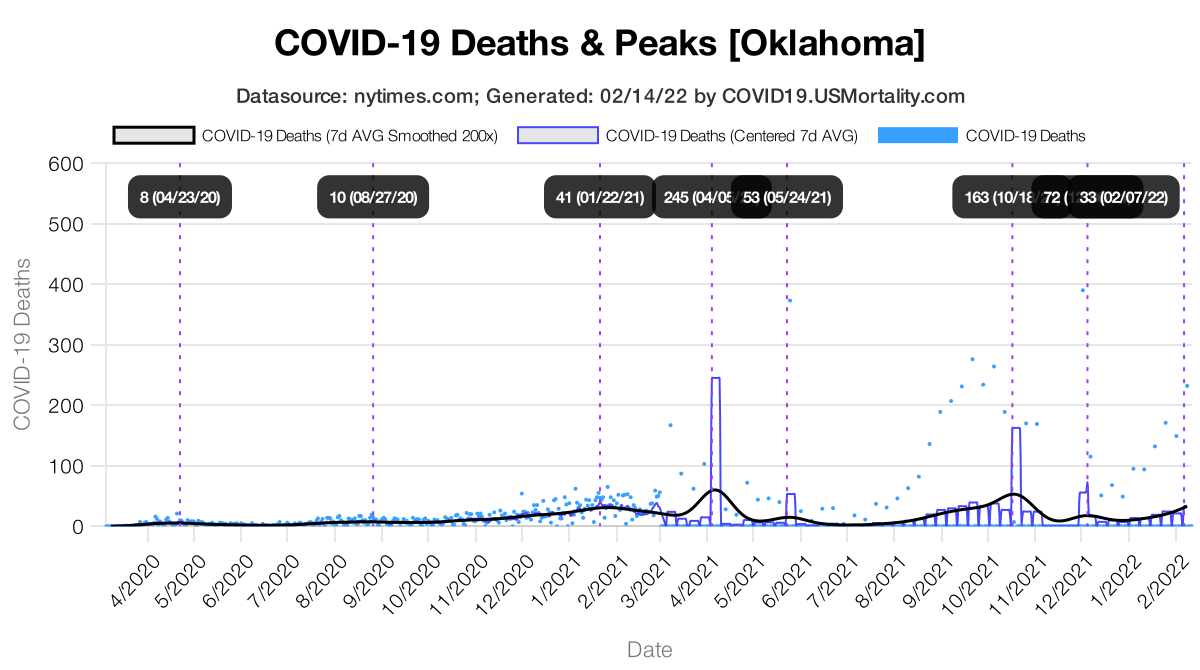 COVID-19 Deaths & Peaks [Oklahoma]
Datasource: nytimes.com; Generated: 02/14/22 by COVID19.USMortality.com
COVID-19 Deaths (7d AVG Smoothed 200x) COVID-19 Deaths (Centered 7d AVG) COVID-19 Deaths
600
8 (04/23/20) 10 (08/27/20) 41 (01/22/21) 245 (04/05 53 (05/24/21) 163 (10/18/ 72 (1 33 (02/07/22)
500
400
300
200
100
0
COVID-19 Deaths
4/2020 5/2020 6/2020 7/2020 8/2020 9/2020 10/2020 11/2020 12/2020 1/2021 2/2021 3/2021 4/2021 5/2021 6/2021 7/2021 8/2021 9/2021 10/2021 11/2021 12/2021 1/2022 2/2022
Date